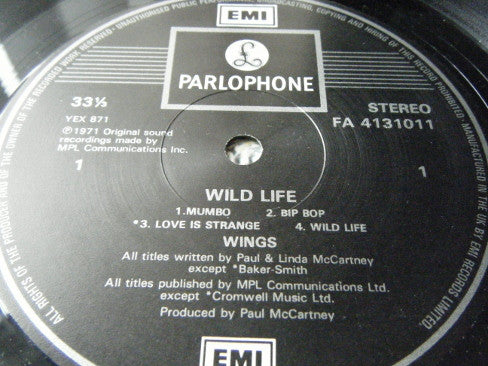 EMI
£
PARLOPHONE
33⅓
YEX 871
℗1971 Original sound
recordings made by
MPL Communications Inc.
STEREO
FA 4131011
1
1
WILD LIFE
1.MUMBO 2. BIP BOP
*3. LOVE IS STRANGE 4. WILD LIFE
WINGS
All titles written by Paul & Linda McCartney
except *Baker-Smith
All titles published by MPL Communications Ltd.
except *Cromwell Music Ltd.
Produced by Paul McCartney
EMI
ALL RIGHTS OF THE PRODUCER AND OF THE OWNER OF THE RECORDED WORK RESERVED · UNAUTHORISED PUBLIC PERFORMANCE, BROADCASTING, COPYING AND HIRING OF THIS RECORD PROHIBITED. MADE IN THE UK BY EMI RECORDS LIMITED.